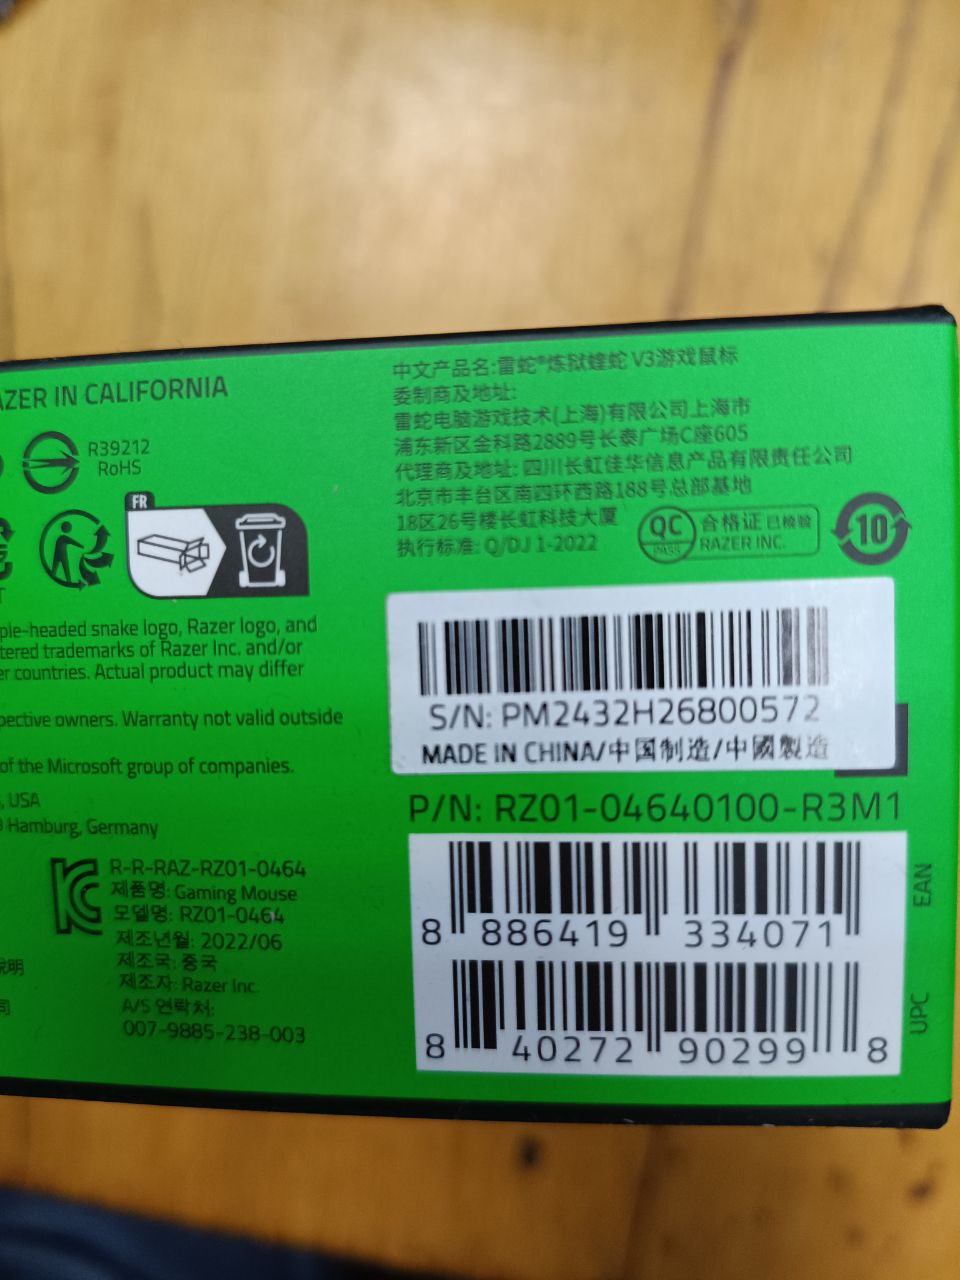 AZER IN CALIFORNIA
R39212
RoHS
FR
ple-headed snake logo, Razer logo, and
tered trademarks of Razer Inc. and/or
er countries. Actual product may differ
pective owners. Warranty not valid outside
of the Microsoft group of companies.
, USA
Hamburg, Germany
R-R-RAZ-RZ01-0464
제품명: Gaming Mouse
모델명: RZ01-0464
제조년월: 2022/06
제조국: 중국
제조자: Razer Inc.
A/S 연락처:
007-9885-238-003
說明
司
中文产品名:雷蛇®炼狱蝰蛇 V3游戏鼠标
委制商及地址:
雷蛇电脑游戏技术(上海)有限公司上海市
浦东新区金科路2889号长泰广场C座605
代理商及地址: 四川长虹佳华信息产品有限责任公司
北京市丰台区南四环西路188号总部基地
18区26号楼长虹科技大厦
执行标准: Q/DJ 1-2022
QC
PASS
合格证 已检验
RAZER INC.
10
S/N: PM2432H26800572
MADE IN CHINA/中国制造/中國製造
P/N: RZ01-04640100-R3M1
8 886419 334071
EAN
8 40272 90299 8
UPC